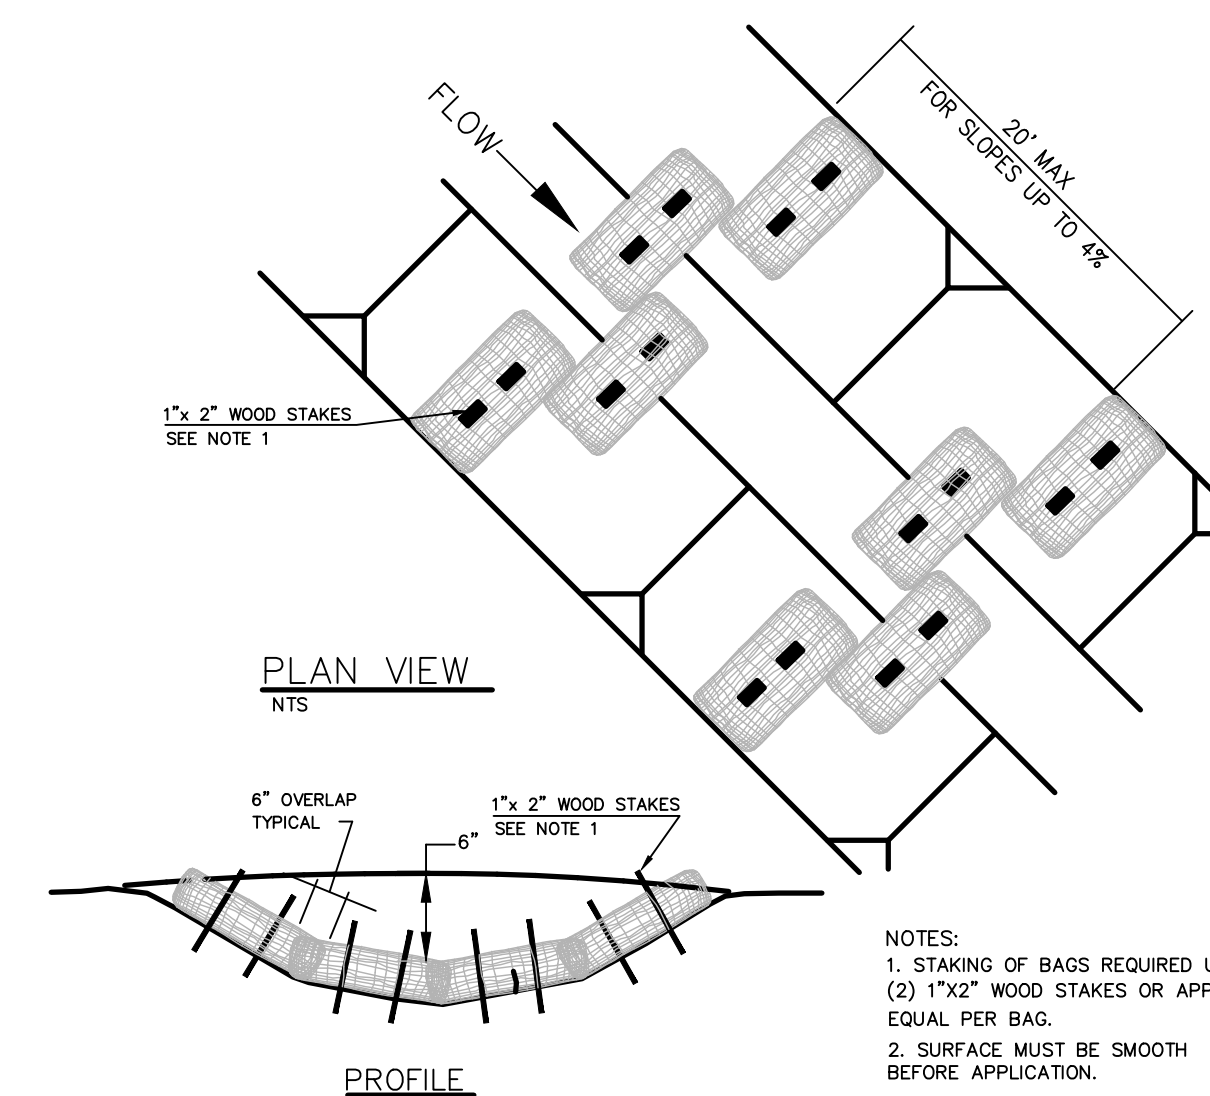 FLOW
20' MAX
FOR SLOPES UP TO 4%
1"x 2" WOOD STAKES
SEE NOTE 1
PLAN VIEW
NTS
6" OVERLAP
TYPICAL
1"x 2" WOOD STAKES
SEE NOTE 1
6"
PROFILE
NOTES:
1. STAKING OF BAGS REQUIRED
(2) 1"X2" WOOD STAKES OR
EQUAL PER BAG.
2. SURFACE MUST BE SMOOTH
BEFORE APPLICATION.